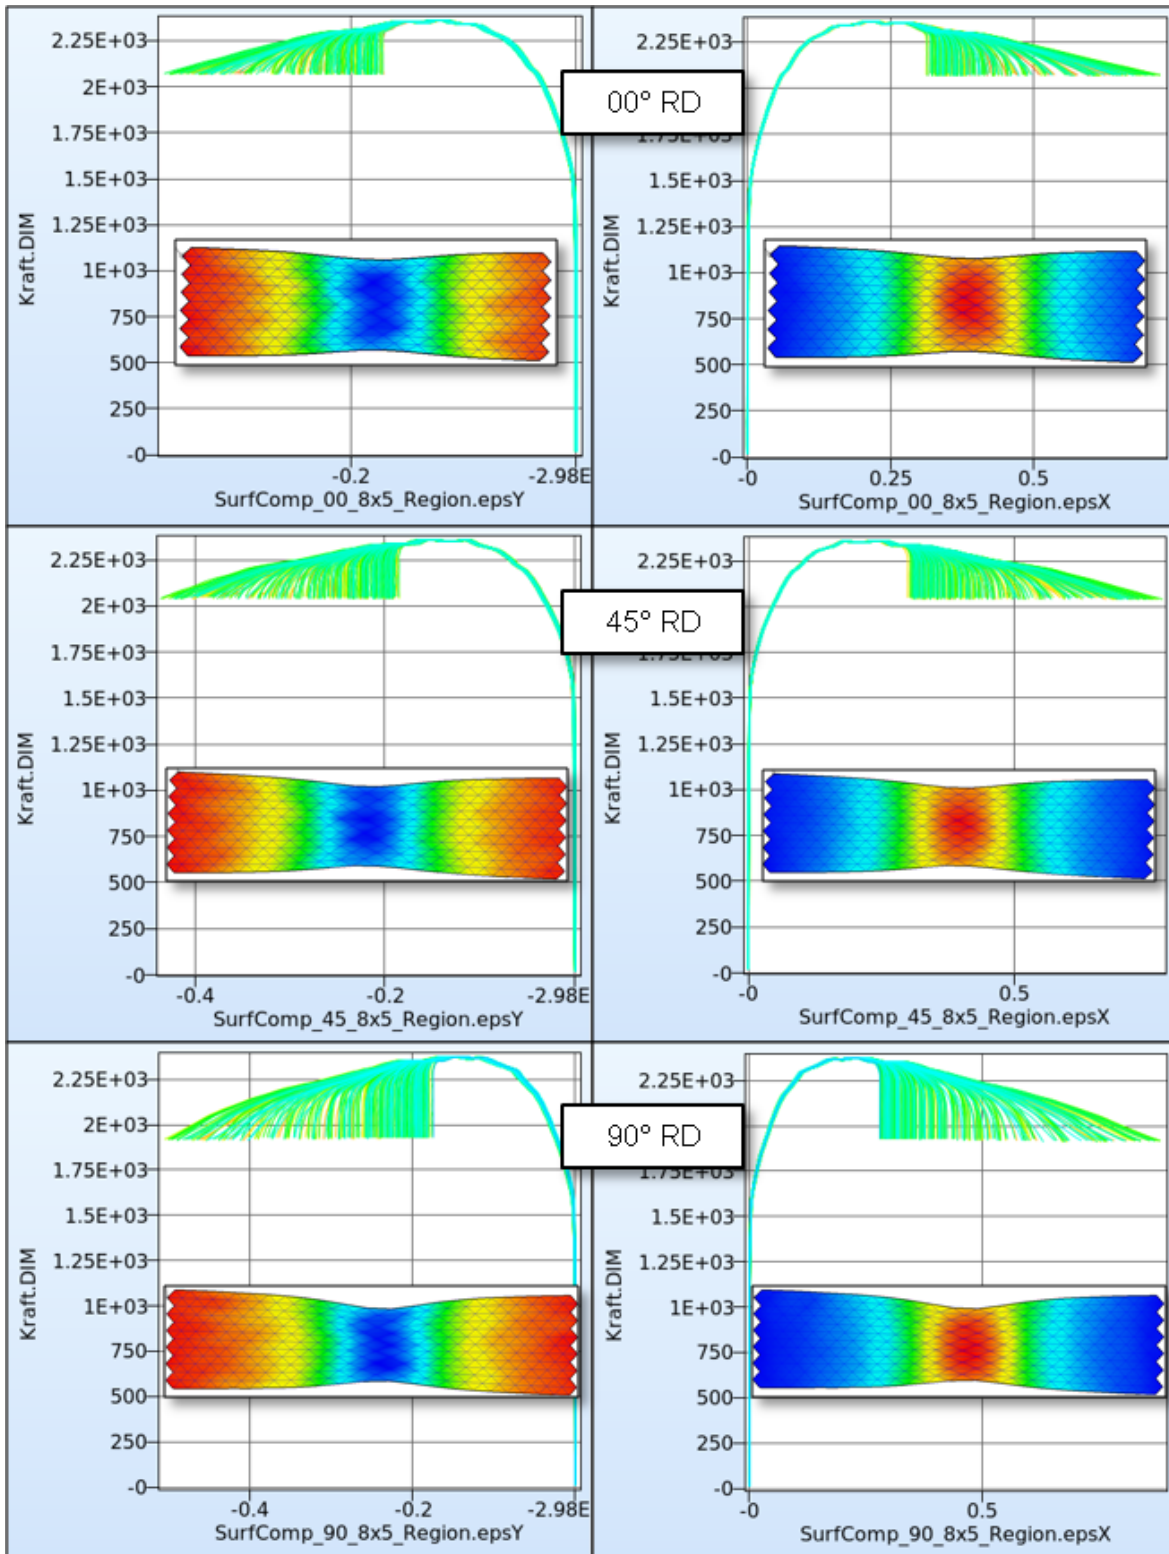 2.25E+03
2E+03
1.75E+03
1.5E+03
1.25E+03
1E+03
750
500
250
-0
Kraft.DIM
-0.2 -2.98E
SurfComp_00_8x5_Region.epsY
00° RD
2.25E+03
1.75E+03
1.5E+03
1.25E+03
1E+03
750
500
250
-0
Kraft.DIM
-0 0.25 0.5
SurfComp_00_8x5_Region.epsX
2.25E+03
2E+03
1.75E+03
1.5E+03
1.25E+03
1E+03
750
500
250
-0
Kraft.DIM
-0.4 -0.2 -2.98E
SurfComp_45_8x5_Region.epsY
45° RD
2.25E+03
1.75E+03
1.5E+03
1.25E+03
1E+03
750
500
250
-0
Kraft.DIM
-0 0.5
SurfComp_45_8x5_Region.epsX
2.25E+03
2E+03
1.75E+03
1.5E+03
1.25E+03
1E+03
750
500
250
-0
Kraft.DIM
-0.4 -0.2 -2.98E
SurfComp_90_8x5_Region.epsY
90° RD
2.25E+03
1.75E+03
1.5E+03
1.25E+03
1E+03
750
500
250
-0
Kraft.DIM
-0 0.5
SurfComp_90_8x5_Region.epsX